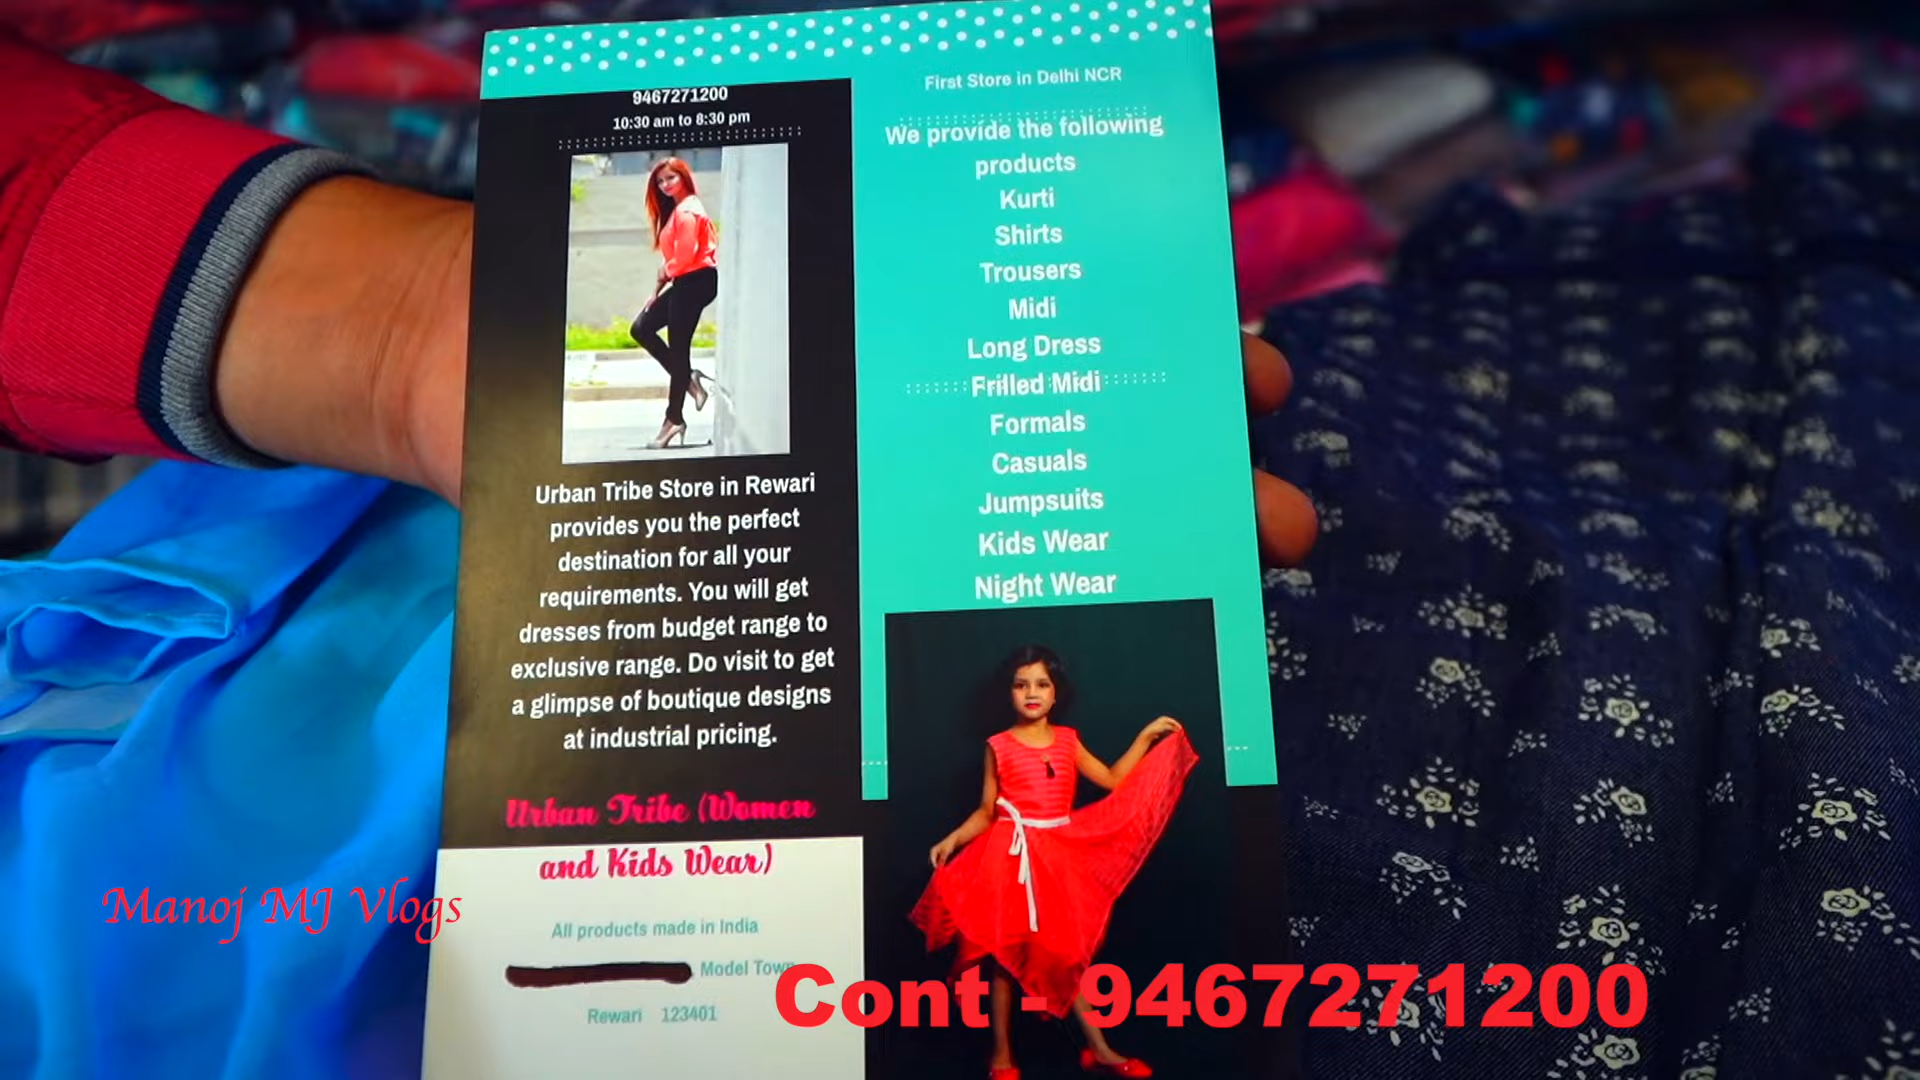 9467271200
10:30 am to 8:30 pm
Urban Tribe Store in Rewari
provides you the perfect
destination for all your
requirements. You will get
dresses from budget range to
exclusive range. Do visit to get
a glimpse of boutique designs
at industrial pricing.
Urban Tribe (Women
and Kids Wear)
All products made in India
Model Town
Rewari 123401
First Store in Delhi NCR
We provide the following
products
Kurti
Shirts
Trousers
Midi
Long Dress
Frilled Midi
Formals
Casuals
Jumpsuits
Kids Wear
Night Wear
Manoj MJ Vlogs
Cont - 9467271200